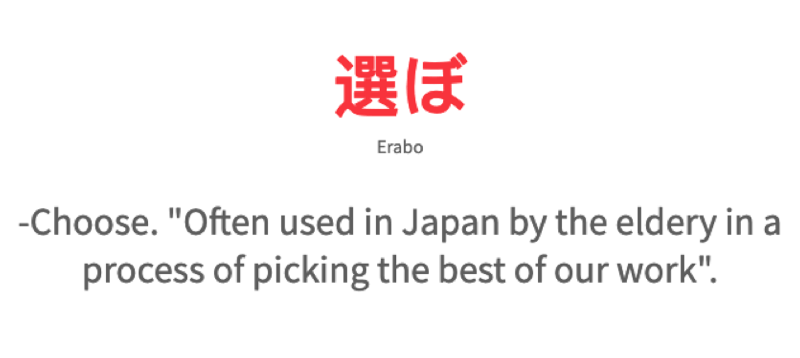 選ぼ
Erabo
-Choose. "Often used in Japan by the eldery in a
process of picking the best of our work".